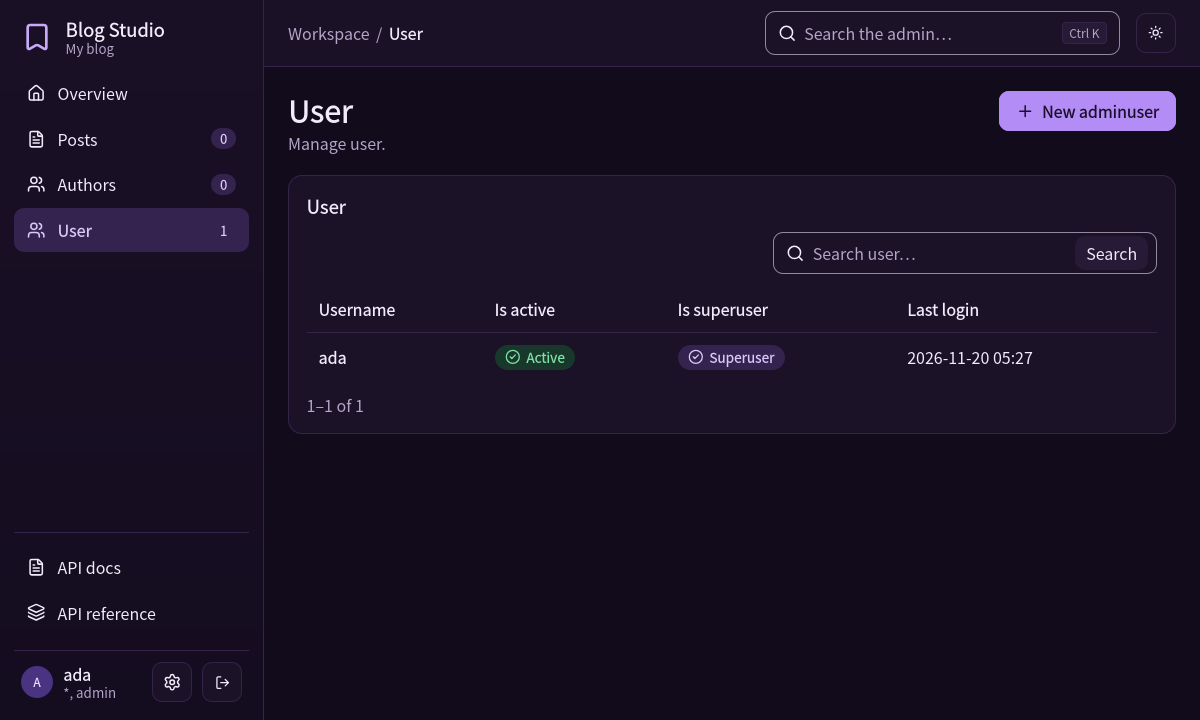 Blog Studio
My blog
Overview
Posts 0
Authors 0
User 1
API docs
API reference
A
ada
*, admin
Workspace / User
Search the admin… Ctrl K
User
Manage user.
New adminuser
User
Search user… Search
Username Is active Is superuser Last login
ada Active Superuser 2026-11-20 05:27
1–1 of 1